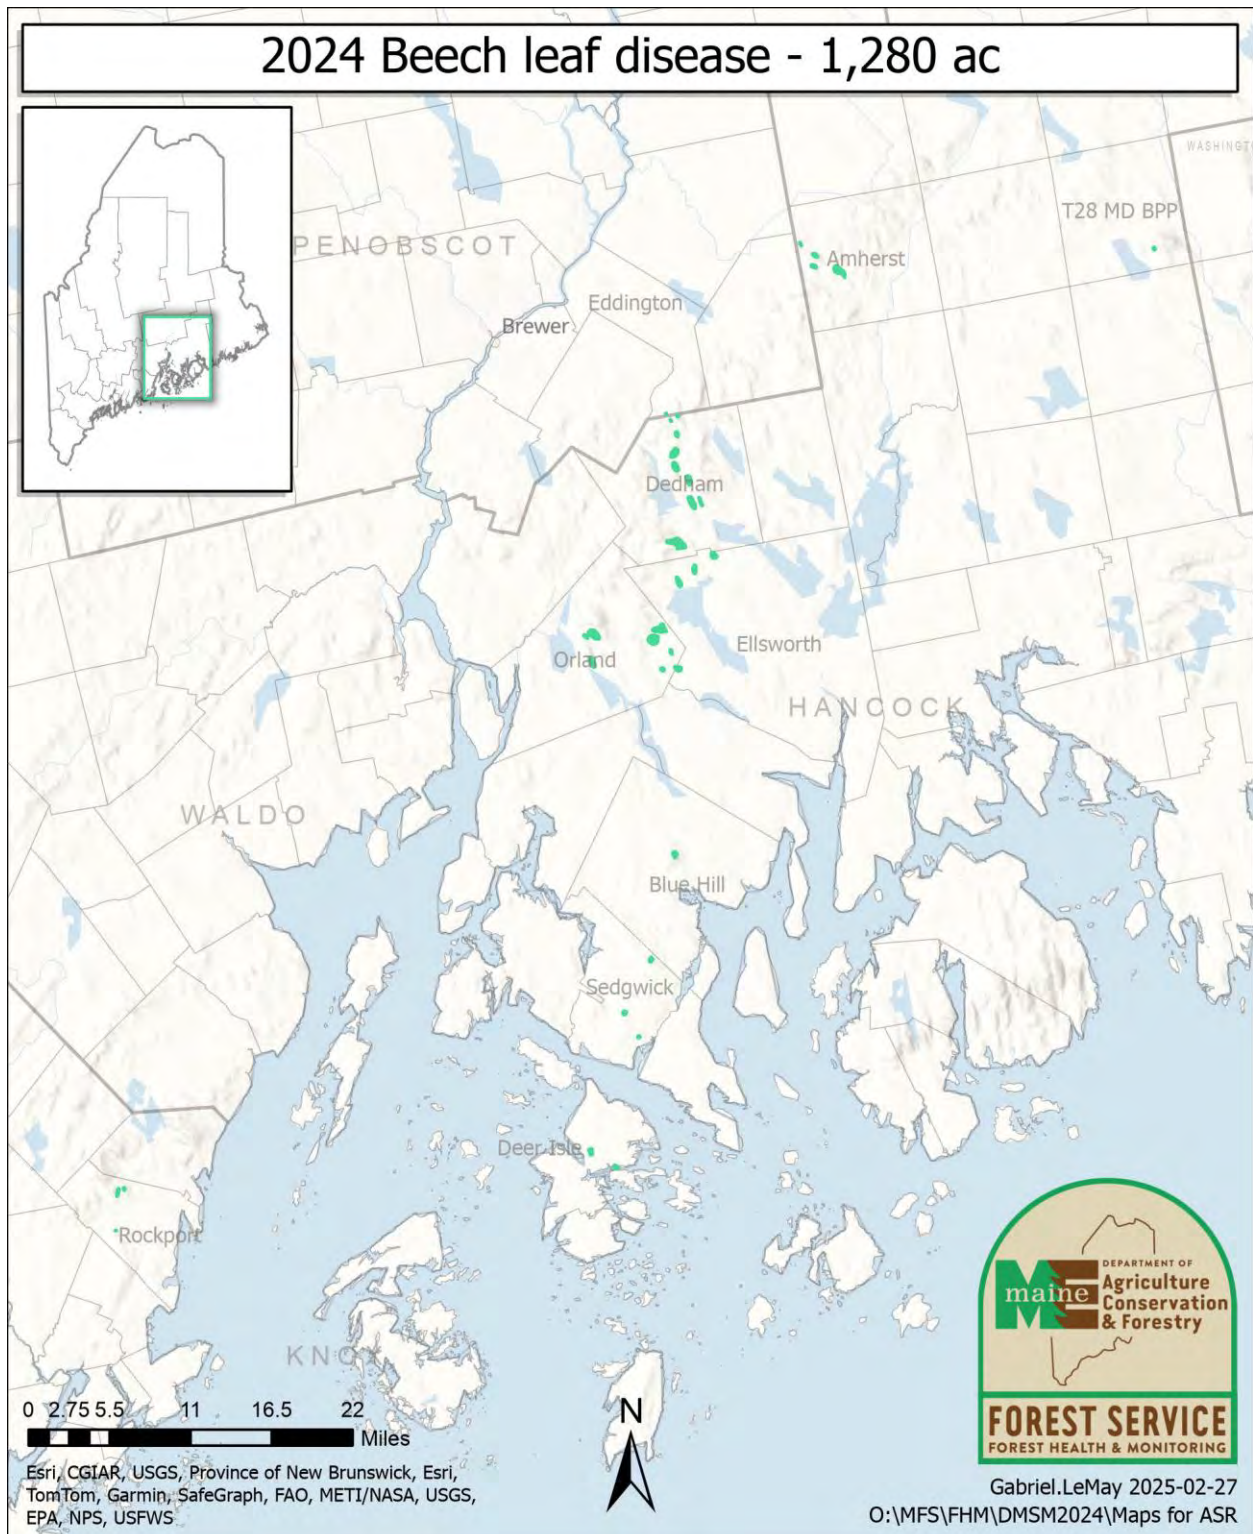 2024 Beech leaf disease - 1,280 ac
WASHINGT
T28 MD BPP
PENOBSCOT
Amherst
Eddington
Brewer
Dedham
Orland
Ellsworth
HANCOCK
WALDO
Blue Hill
Sedgwick
Deer Isle
Rockport
KNOX
0 2.75 5.5 11 16.5 22
Miles
N
Esri, CGIAR, USGS, Province of New Brunswick, Esri,
TomTom, Garmin, SafeGraph, FAO, METI/NASA, USGS,
EPA, NPS, USFWS
DEPARTMENT OF
ME
maine
Agriculture
Conservation
& Forestry
FOREST SERVICE
FOREST HEALTH & MONITORING
Gabriel.LeMay 2025-02-27
O:\MFS\FHM\DMSM2024\Maps for ASR